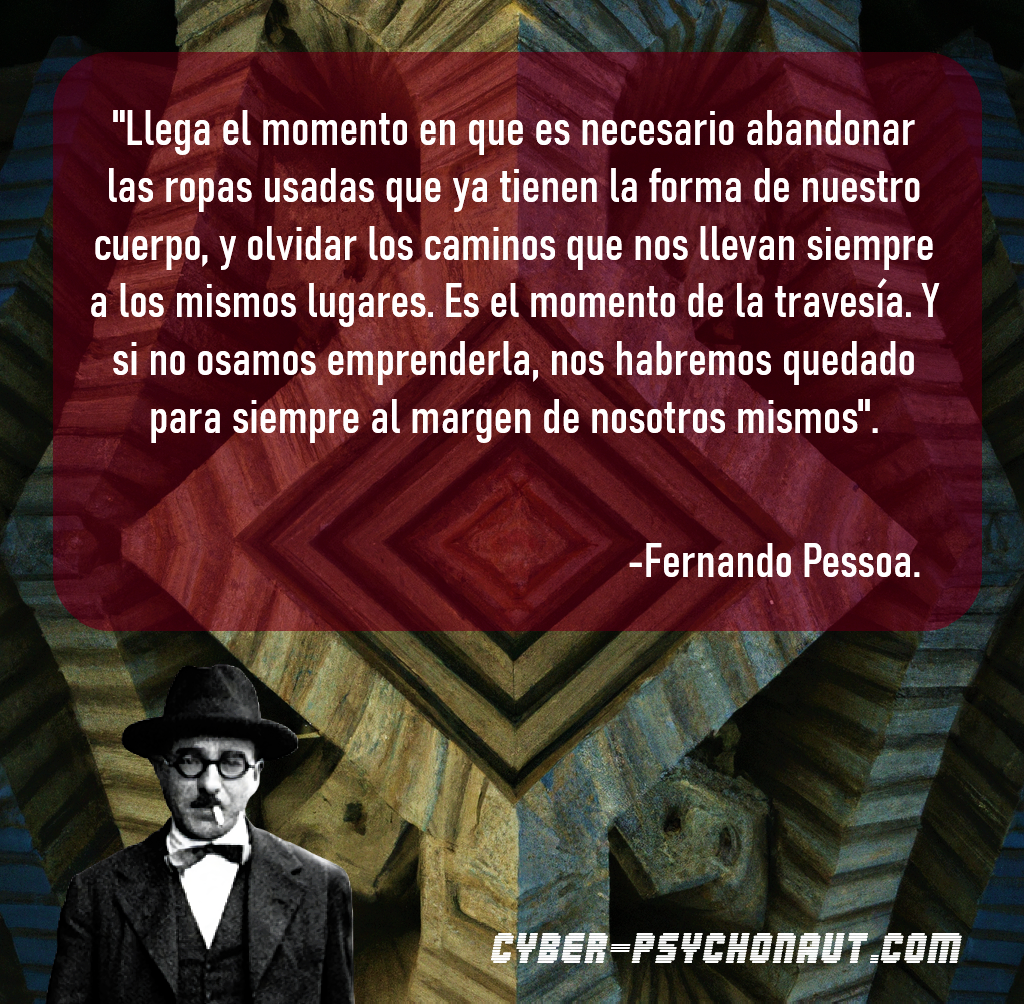 "Llega el momento en que es necesario abandonar
las ropas usadas que ya tienen la forma de nuestro
cuerpo, y olvidar los caminos que nos llevan siempre
a los mismos lugares. Es el momento de la travesía. Y
si no osamos emprenderla, nos habremos quedado
para siempre al margen de nosotros mismos".
-Fernando Pessoa.
CYBER-PSYCHONAUT.COM